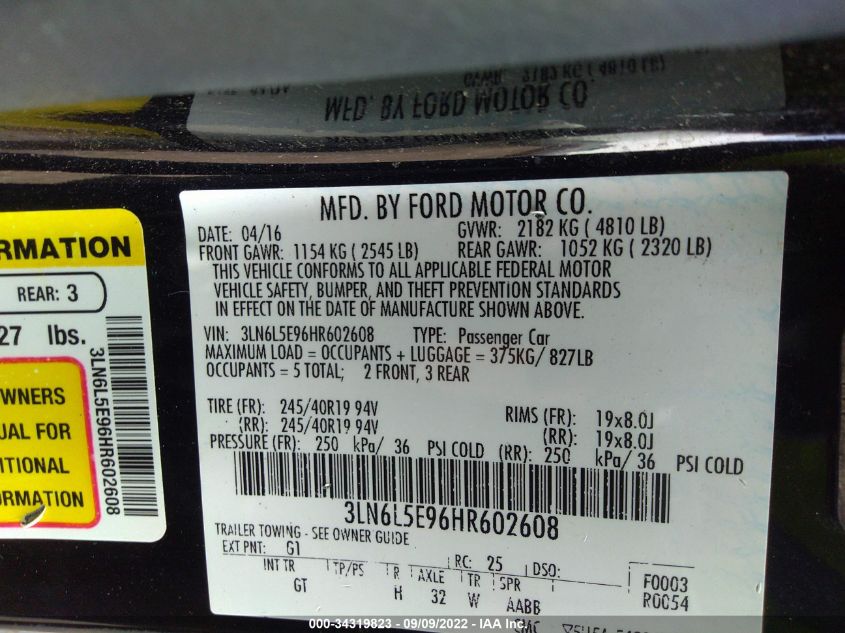 MFD. BY FORD MOTOR CO.
DATE: 04/16 GVWR: 2182 KG ( 4810 LB)
FRONT GAWR: 1154 KG ( 2545 LB) REAR GAWR: 1052 KG ( 2320 LB)
THIS VEHICLE CONFORMS TO ALL APPLICABLE FEDERAL MOTOR
VEHICLE SAFETY, BUMPER, AND THEFT PREVENTION STANDARDS
IN EFFECT ON THE DATE OF MANUFACTURE SHOWN ABOVE.
VIN: 3LN6L5E96HR602608 TYPE: Passenger Car
MAXIMUM LOAD = OCCUPANTS + LUGGAGE = 375KG/ 827LB
OCCUPANTS = 5 TOTAL; 2 FRONT, 3 REAR
TIRE (FR): 245/40R19 94V RIMS (FR): 19x8.0J
(RR): 245/40R19 94V (RR): 19x8.0J
PRESSURE (FR): 250 kPa/ 36 PSI COLD (RR): 250 kPa/ 36 PSI COLD
3LN6L5E96HR602608
TRAILER TOWING - SEE OWNER GUIDE
EXT PNT: G1 RC: 25 DSO: F0003
INT TR TP/PS R AXLE TR SPR R0054
GT H 32 W AABB
RMATION
REAR: 3
27 lbs.
3LN6L5E96HR602608
OWNERS
UAL FOR
ITIONAL
ORMATION
000-34319823 - 09/09/2022 - IAA Inc.